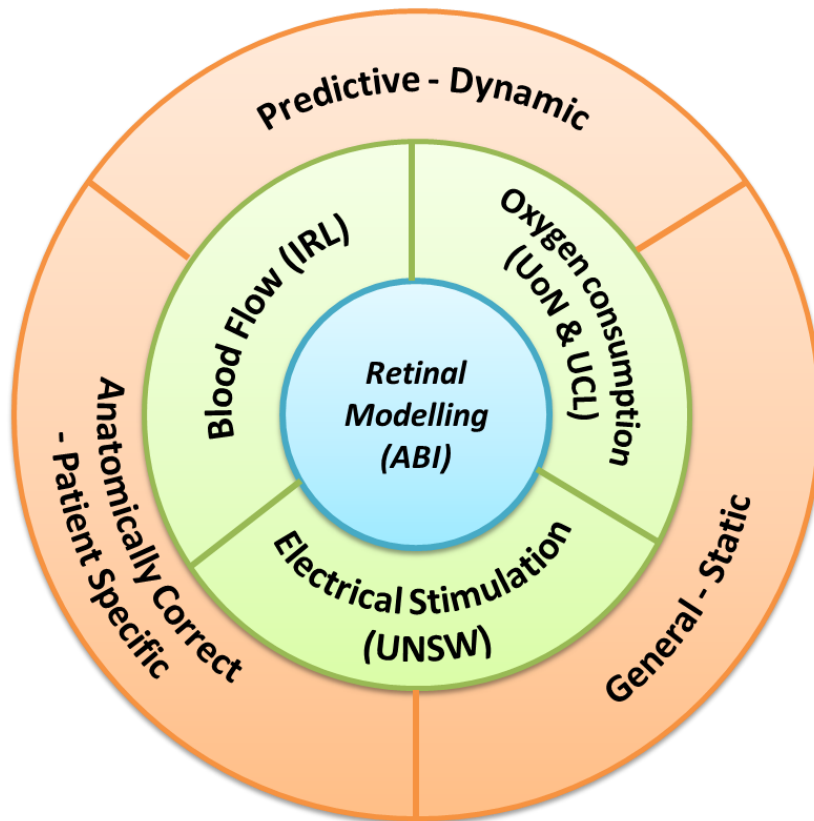 Predictive - Dynamic
Blood Flow (IRL)
Oxygen consumption
(UoN & UCL)
Retinal
Modelling
(ABI)
Electrical Stimulation
(UNSW)
Anatomically Correct
- Patient Specific
General - Static